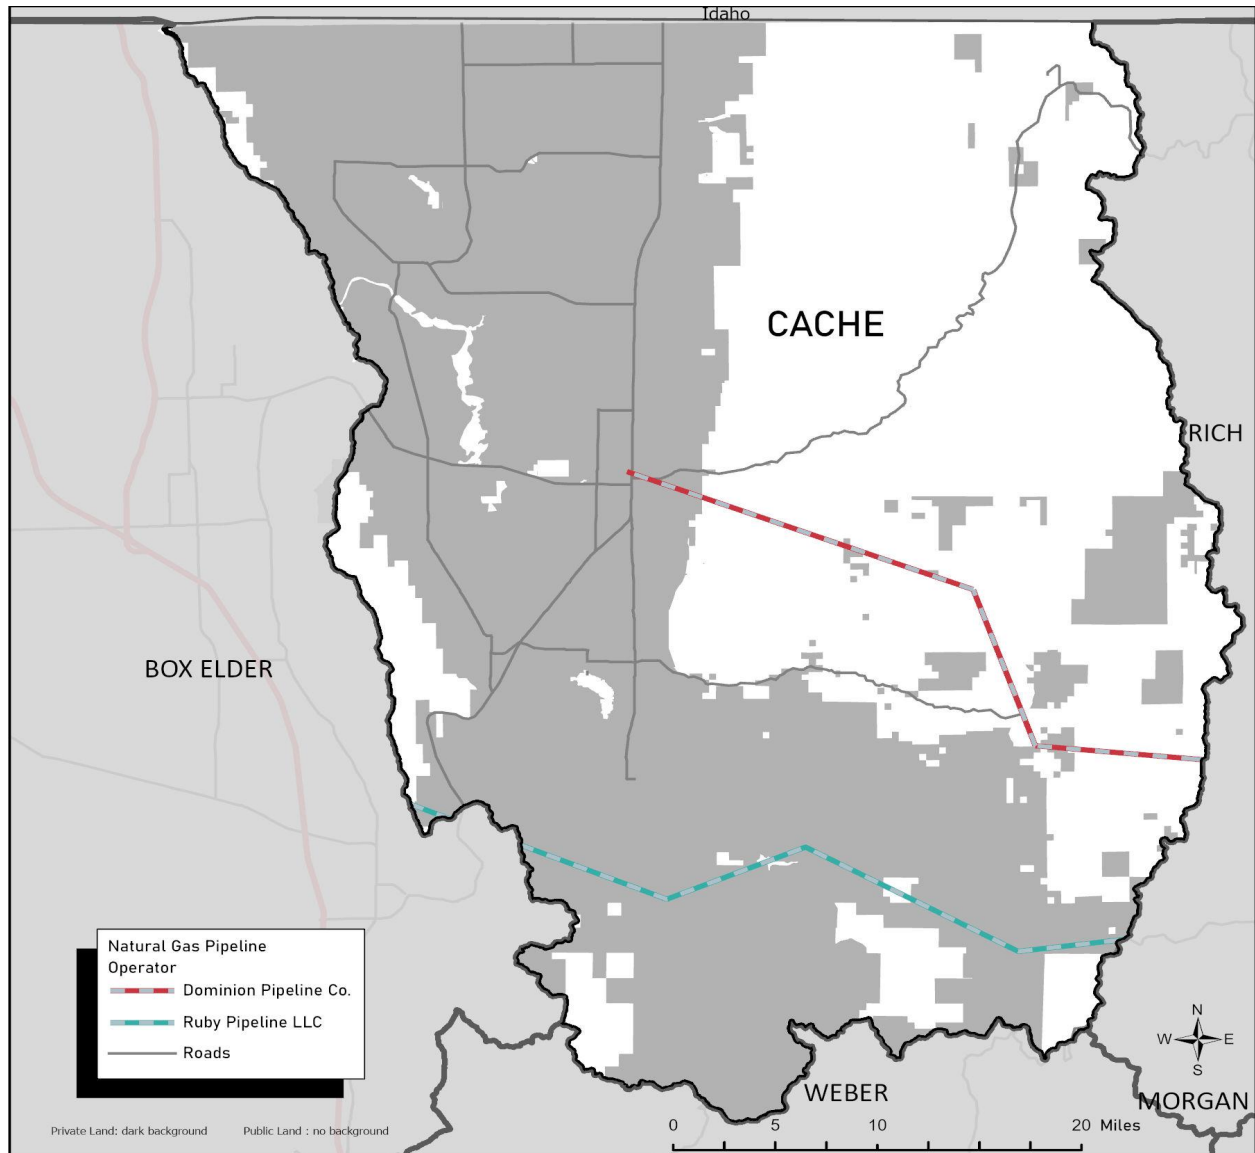 Idaho
CACHE
RICH
BOX ELDER
Natural Gas Pipeline
Operator
Dominion Pipeline Co.
Ruby Pipeline LLC
Roads
N
W E
S
WEBER
MORGAN
Private Land: dark background Public Land : no background
0 5 10 20 Miles